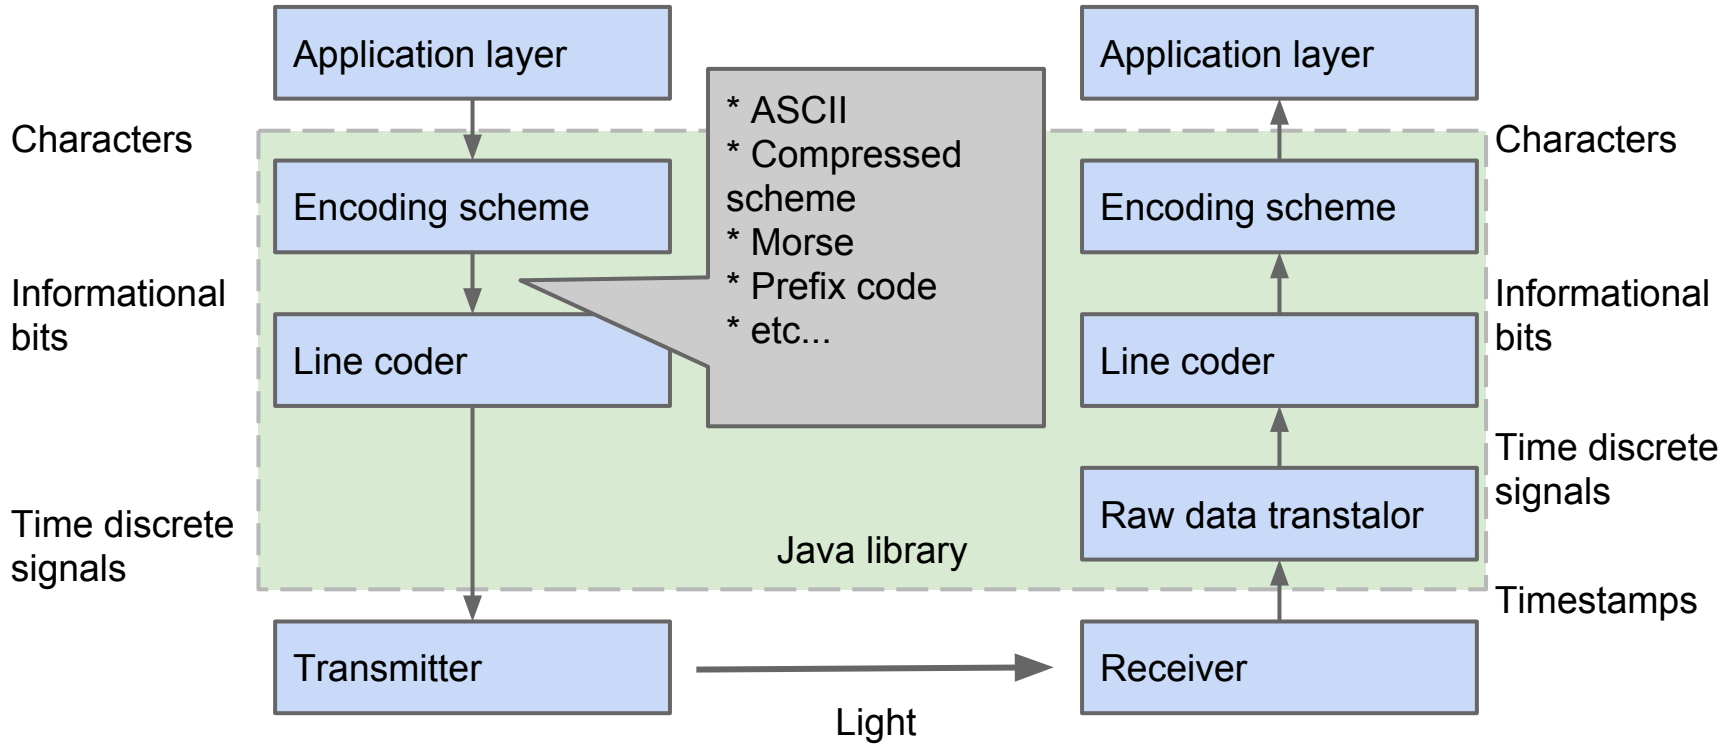 Application layer
Characters
Encoding scheme
Informational
bits
Line coder
Time discrete
signals
Transmitter
* ASCII
* Compressed
scheme
* Morse
* Prefix code
* etc...
Java library
Light
Application layer
Characters
Encoding scheme
Informational
bits
Line coder
Time discrete
signals
Raw data transtalor
Timestamps
Receiver